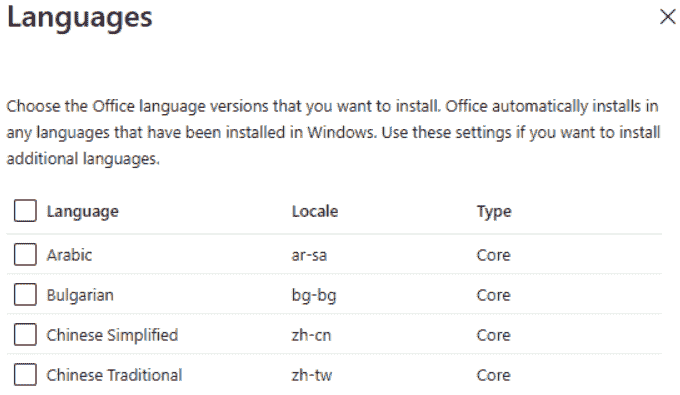 Languages
Choose the Office language versions that you want to install. Office automatically installs in
any languages that have been installed in Windows. Use these settings if you want to install
additional languages.
Language Locale Type
Arabic ar-sa Core
Bulgarian bg-bg Core
Chinese Simplified zh-cn Core
Chinese Traditional zh-tw Core